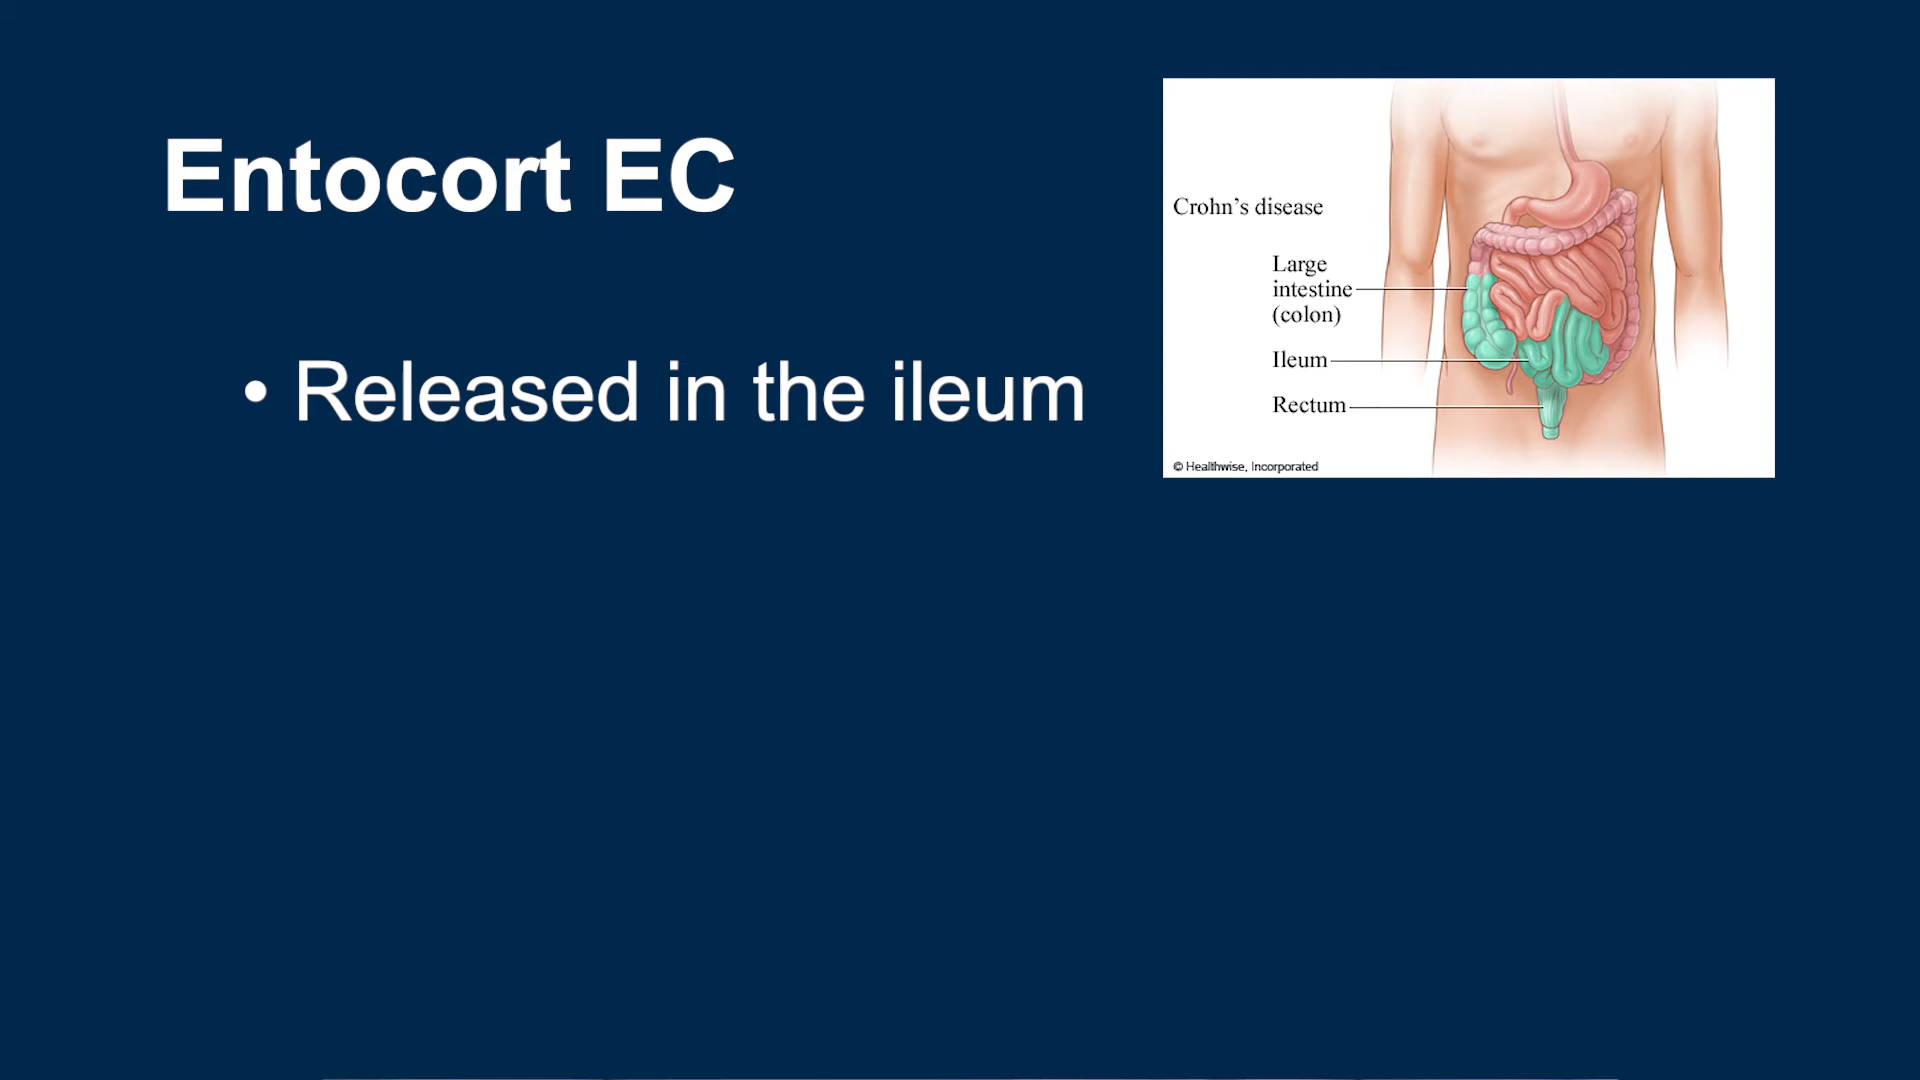 Entocort EC
• Released in the ileum
Crohn’s disease
Large
intestine
(colon)
Ileum
Rectum
© Healthwise, Incorporated